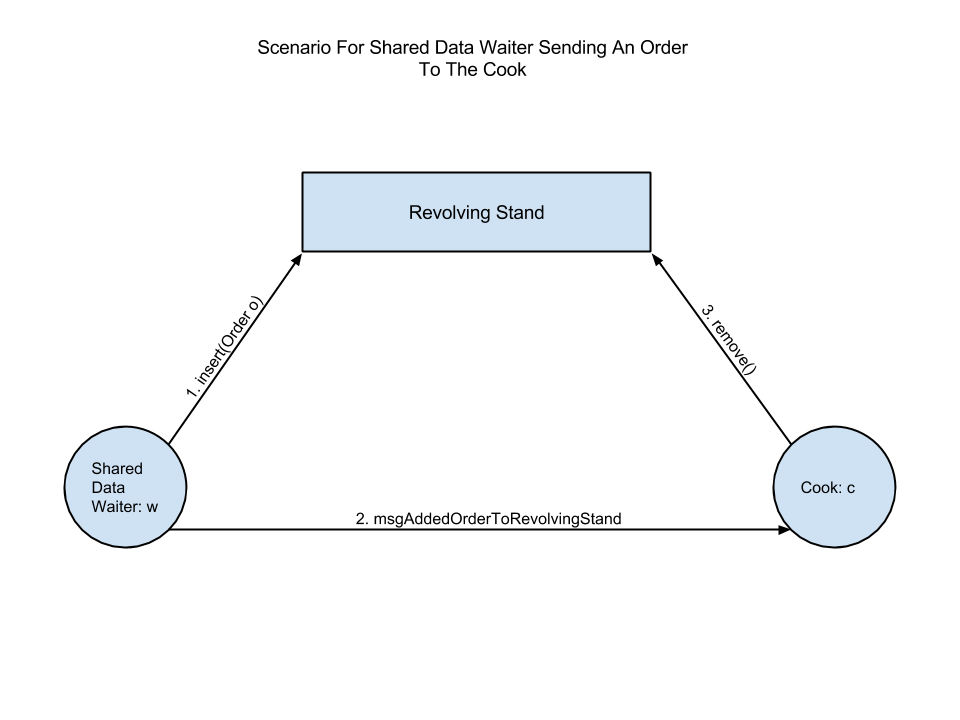 Scenario For Shared Data Waiter Sending An Order
To The Cook
Revolving Stand
1. insert(Order o)
3. remove()
Shared
Data
Waiter: w
Cook: c
2. msgAddedOrderToRevolvingStand